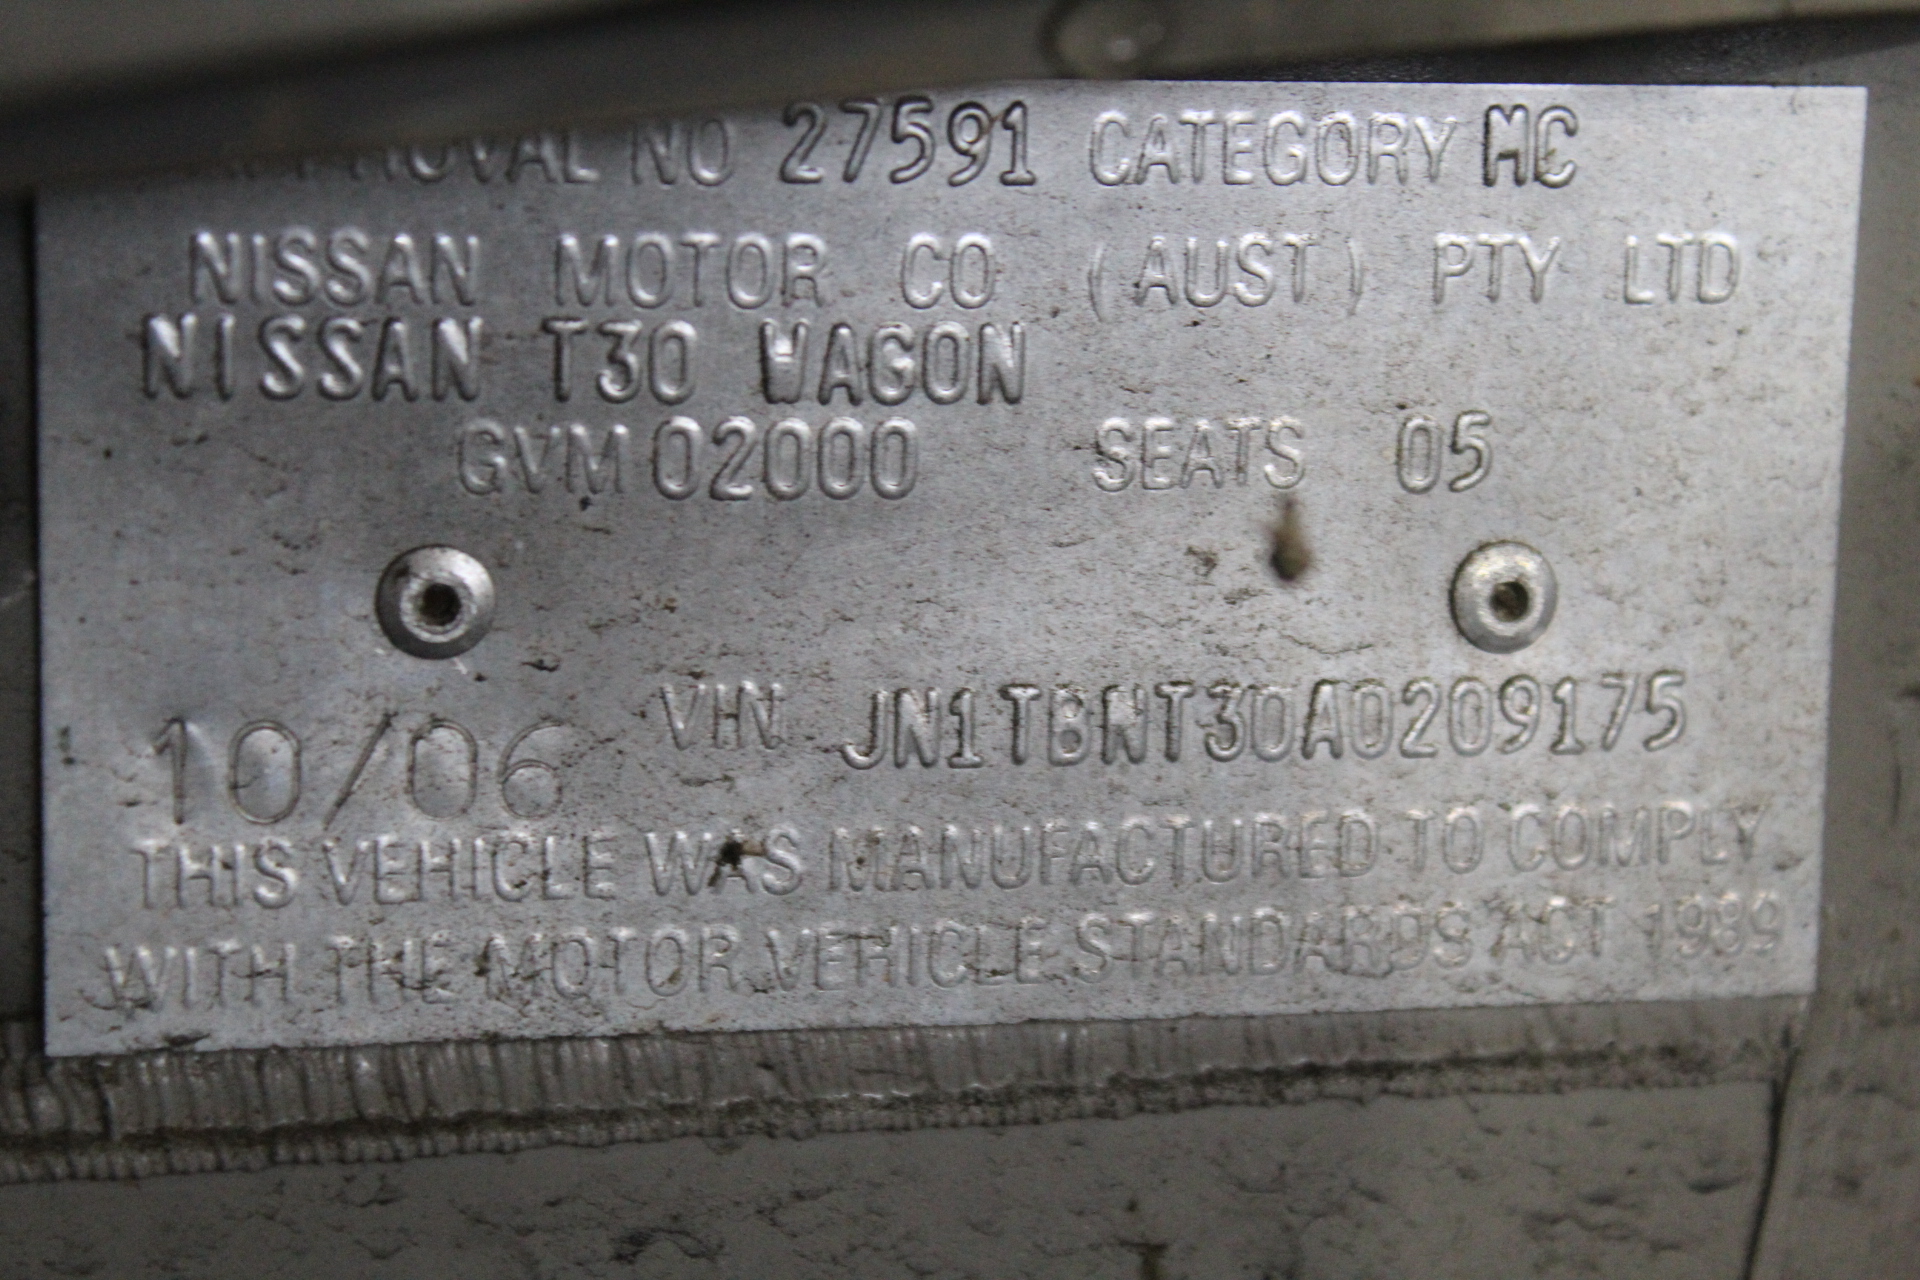 APPROVAL NO 27591 CATEGORY MC
NISSAN MOTOR CO (AUST) PTY LTD
NISSAN T30 WAGON
GVM 02000 SEATS 05
10/06 VIN JN1TBNT30A0209175
THIS VEHICLE WAS MANUFACTURED TO COMPLY
WITH THE MOTOR VEHICLE STANDARDS ACT 1989